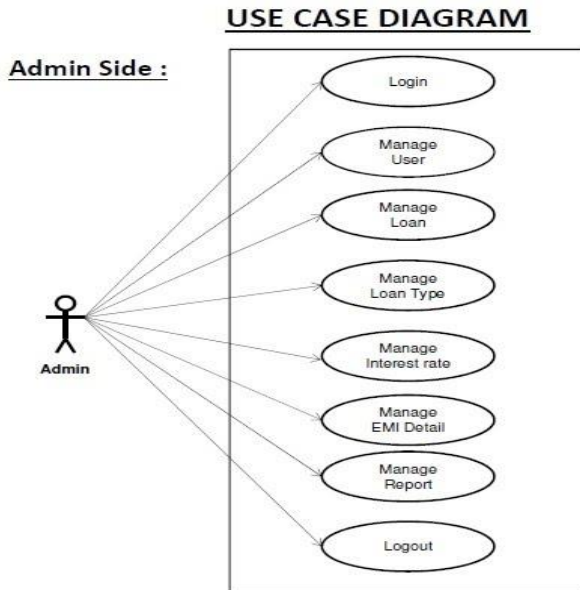 USE CASE DIAGRAM
Admin Side :
Login
Manage
User
Manage
Loan
Manage
Loan Type
Manage
Interest rate
Manage
EMI Detail
Manage
Report
Logout
Admin